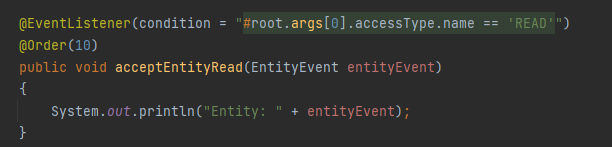 @EventListener(condition = "#root.args[0].accessType.name == 'READ'")
@Order(10)
public void acceptEntityRead(EntityEvent entityEvent)
{
System.out.println("Entity: " + entityEvent);
}